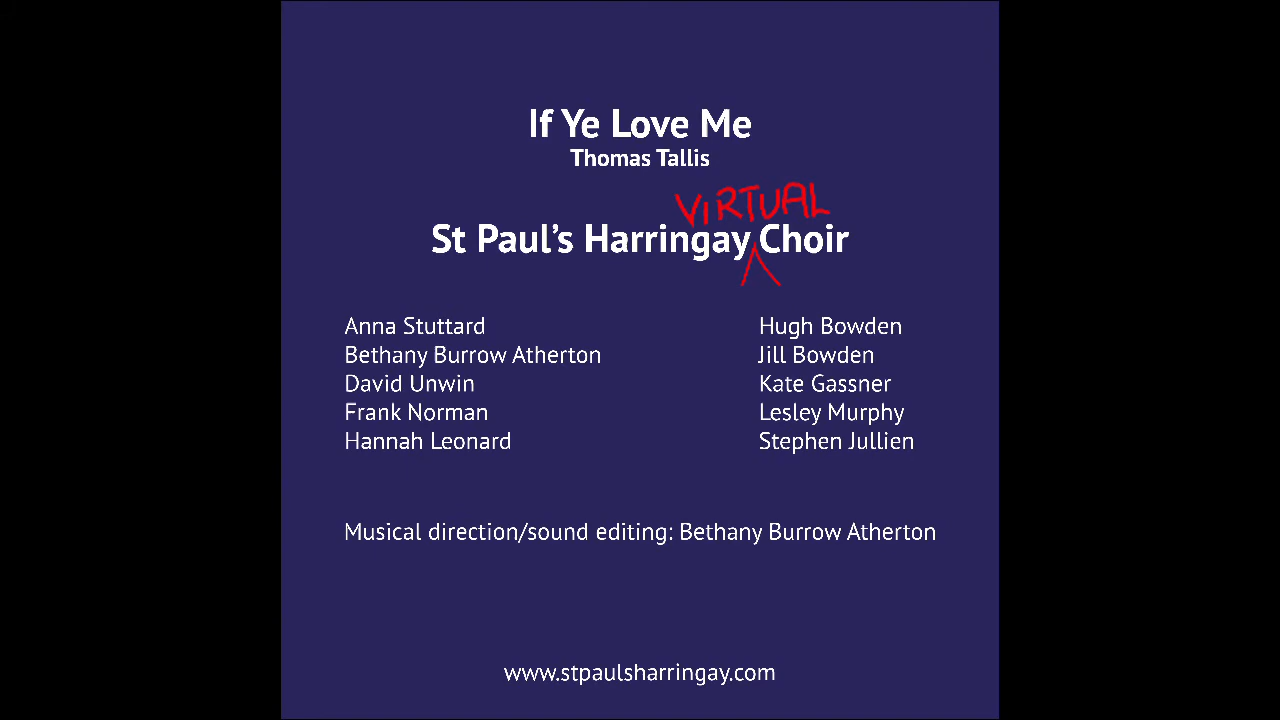 If Ye Love Me
Thomas Tallis
VIRTUAL
St Paul's Harringay Choir
Anna Stuttard
Bethany Burrow Atherton
David Unwin
Frank Norman
Hannah Leonard
Hugh Bowden
Jill Bowden
Kate Gassner
Lesley Murphy
Stephen Jullien
Musical direction/sound editing: Bethany Burrow Atherton
www.stpaulsharringay.com